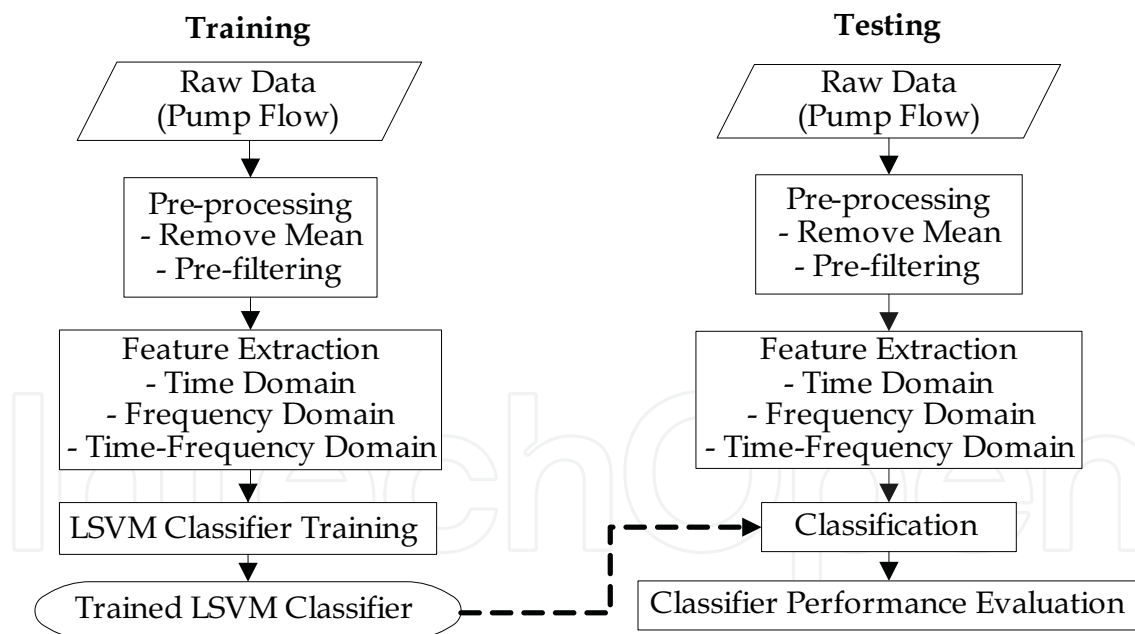 Training
Raw Data
(Pump Flow)
Pre-processing
- Remove Mean
- Pre-filtering
Feature Extraction
- Time Domain
- Frequency Domain
- Time-Frequency Domain
LSVM Classifier Training
Trained LSVM Classifier
Testing
Raw Data
(Pump Flow)
Pre-processing
- Remove Mean
- Pre-filtering
Feature Extraction
- Time Domain
- Frequency Domain
- Time-Frequency Domain
Classification
Classifier Performance Evaluation
IntechOpen